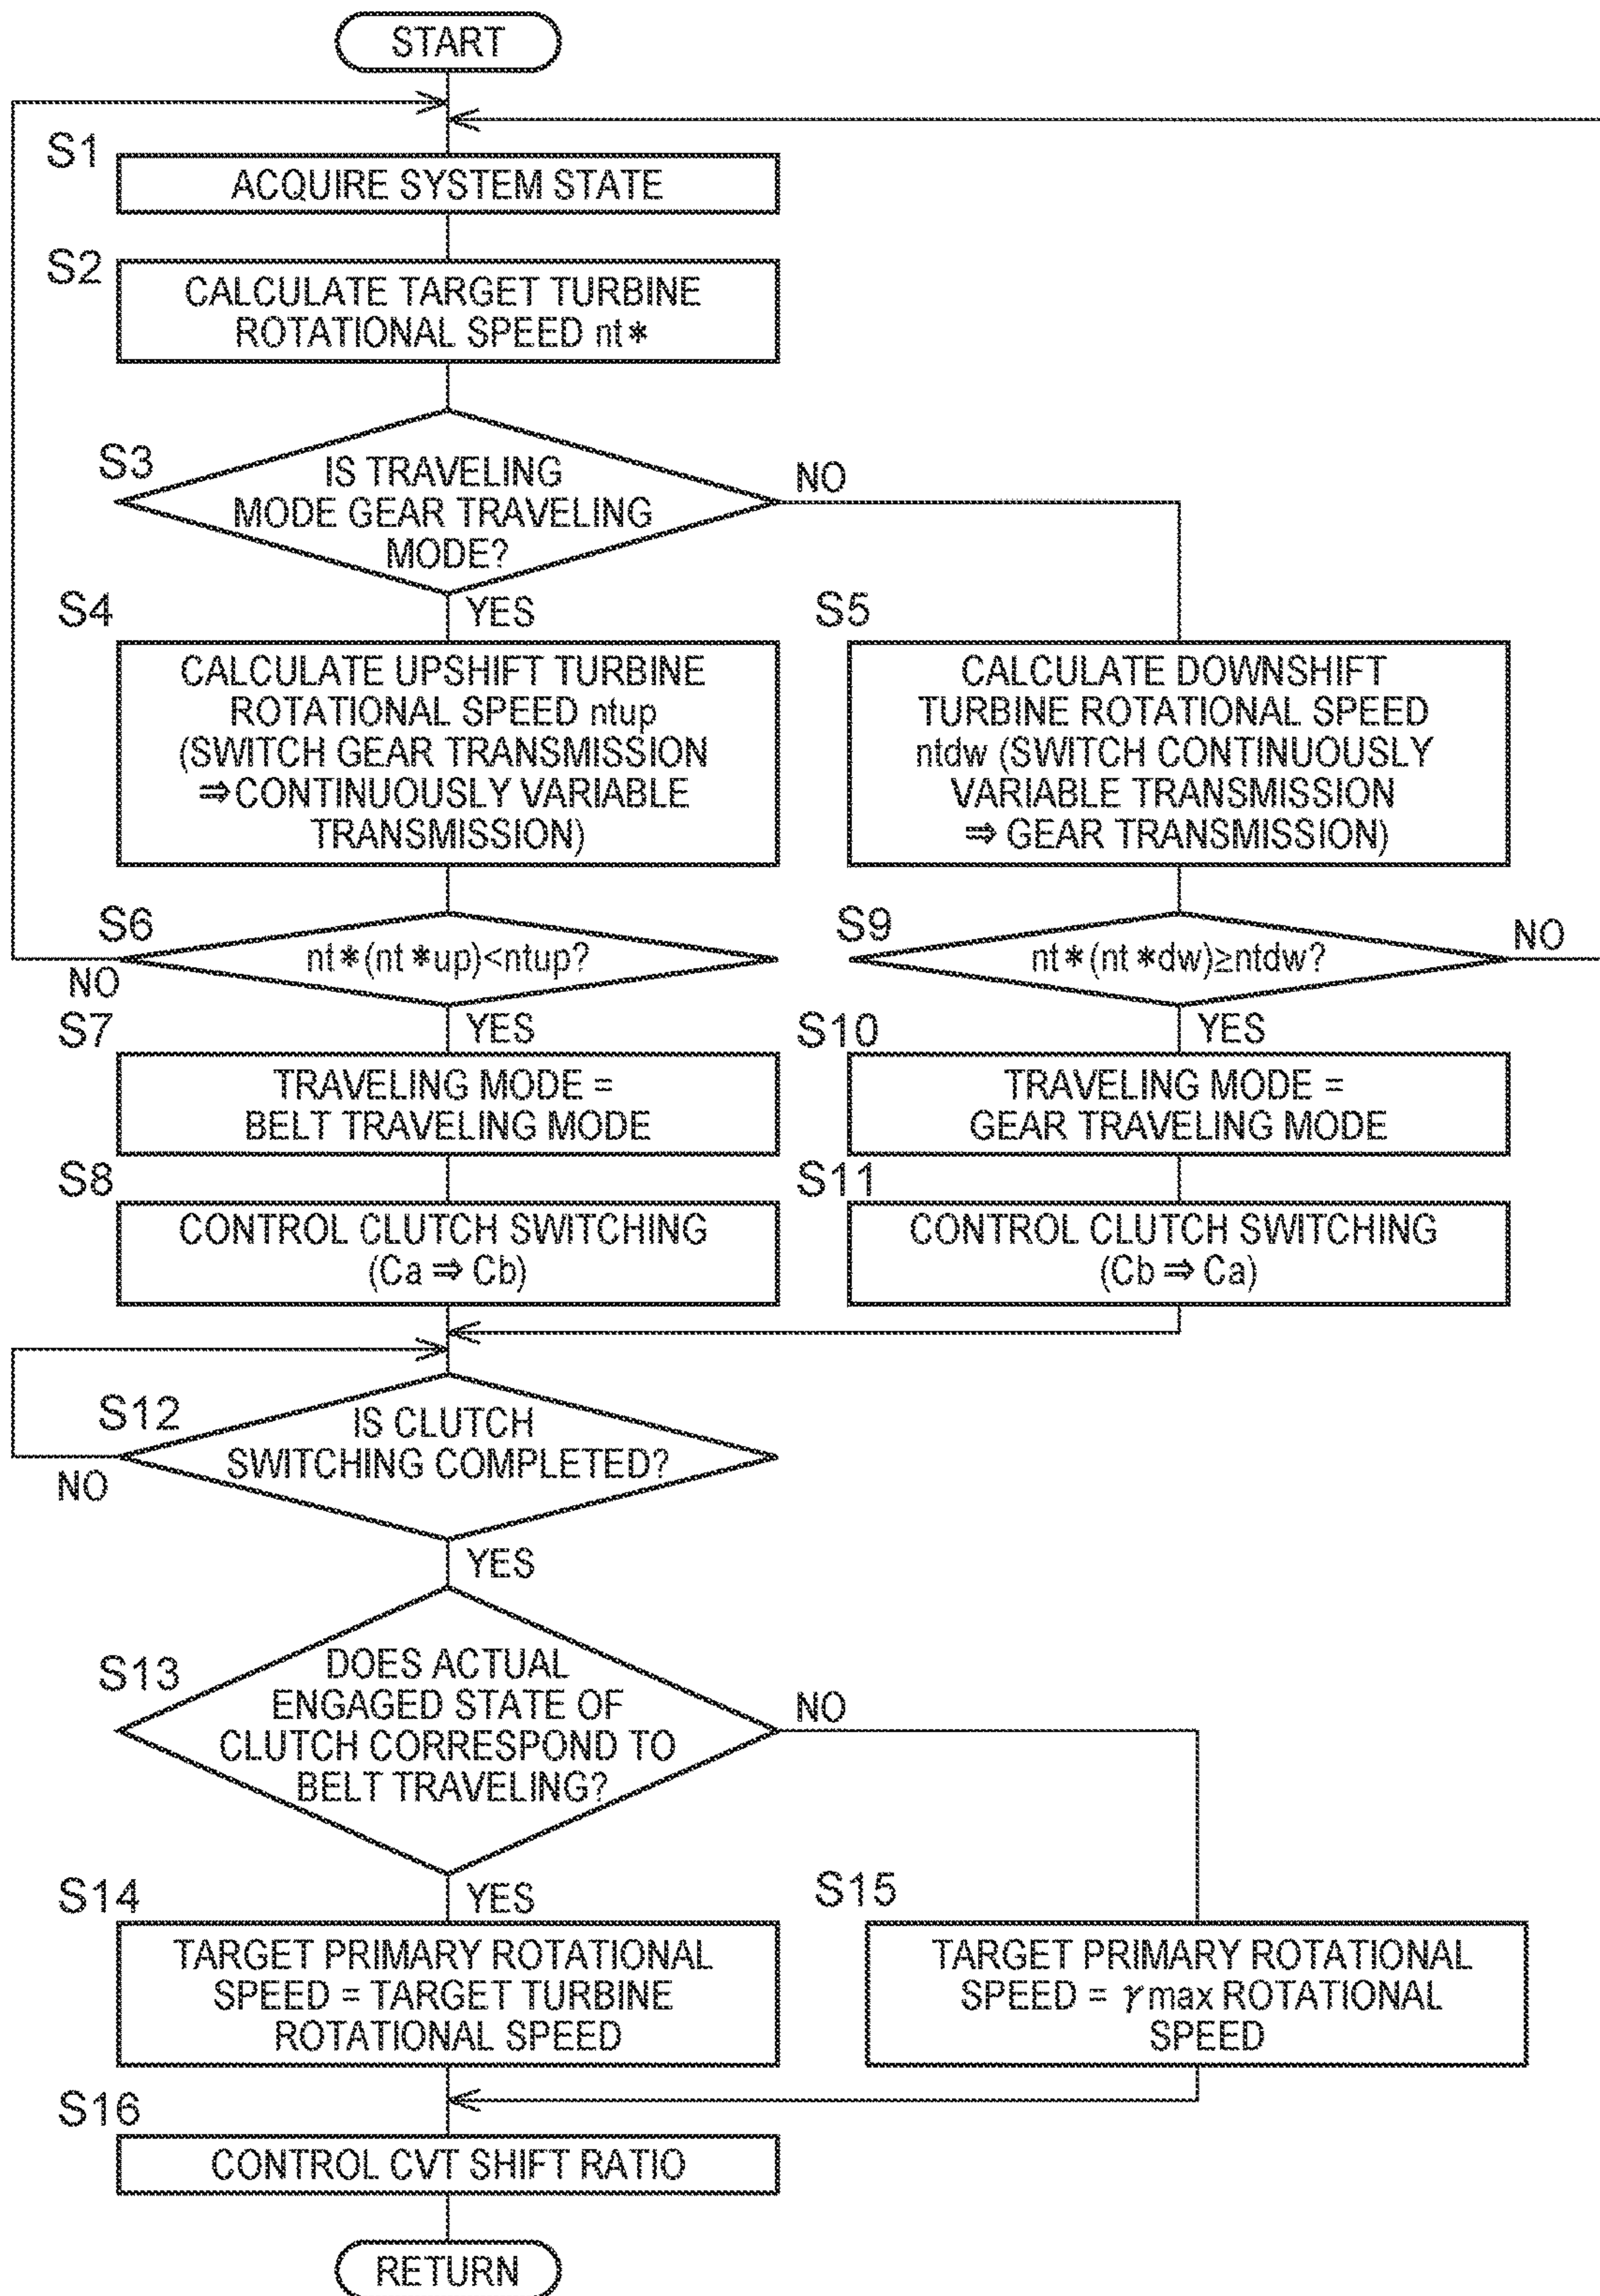 START
S1
ACQUIRE SYSTEM STATE
S2
CALCULATE TARGET TURBINE
ROTATIONAL SPEED nt*
S3
IS TRAVELING
MODE GEAR TRAVELING
MODE?
NO
YES
S4
CALCULATE UPSHIFT TURBINE
ROTATIONAL SPEED ntup
(SWITCH GEAR TRANSMISSION
⇒CONTINUOUSLY VARIABLE
TRANSMISSION)
S5
CALCULATE DOWNSHIFT
TURBINE ROTATIONAL SPEED
ntdw (SWITCH CONTINUOUSLY
VARIABLE TRANSMISSION
⇒ GEAR TRANSMISSION)
S6
nt*(nt*up)<ntup?
NO
YES
S9
nt*(nt*dw)≥ntdw?
NO
YES
S7
TRAVELING MODE =
BELT TRAVELING MODE
S10
TRAVELING MODE =
GEAR TRAVELING MODE
S8
CONTROL CLUTCH SWITCHING
(Ca ⇒ Cb)
S11
CONTROL CLUTCH SWITCHING
(Cb ⇒ Ca)
S12
IS CLUTCH
SWITCHING COMPLETED?
NO
YES
S13
DOES ACTUAL
ENGAGED STATE OF
CLUTCH CORRESPOND TO
BELT TRAVELING?
NO
YES
S14
TARGET PRIMARY ROTATIONAL
SPEED = TARGET TURBINE
ROTATIONAL SPEED
S15
TARGET PRIMARY ROTATIONAL
SPEED = γmax ROTATIONAL
SPEED
S16
CONTROL CVT SHIFT RATIO
RETURN